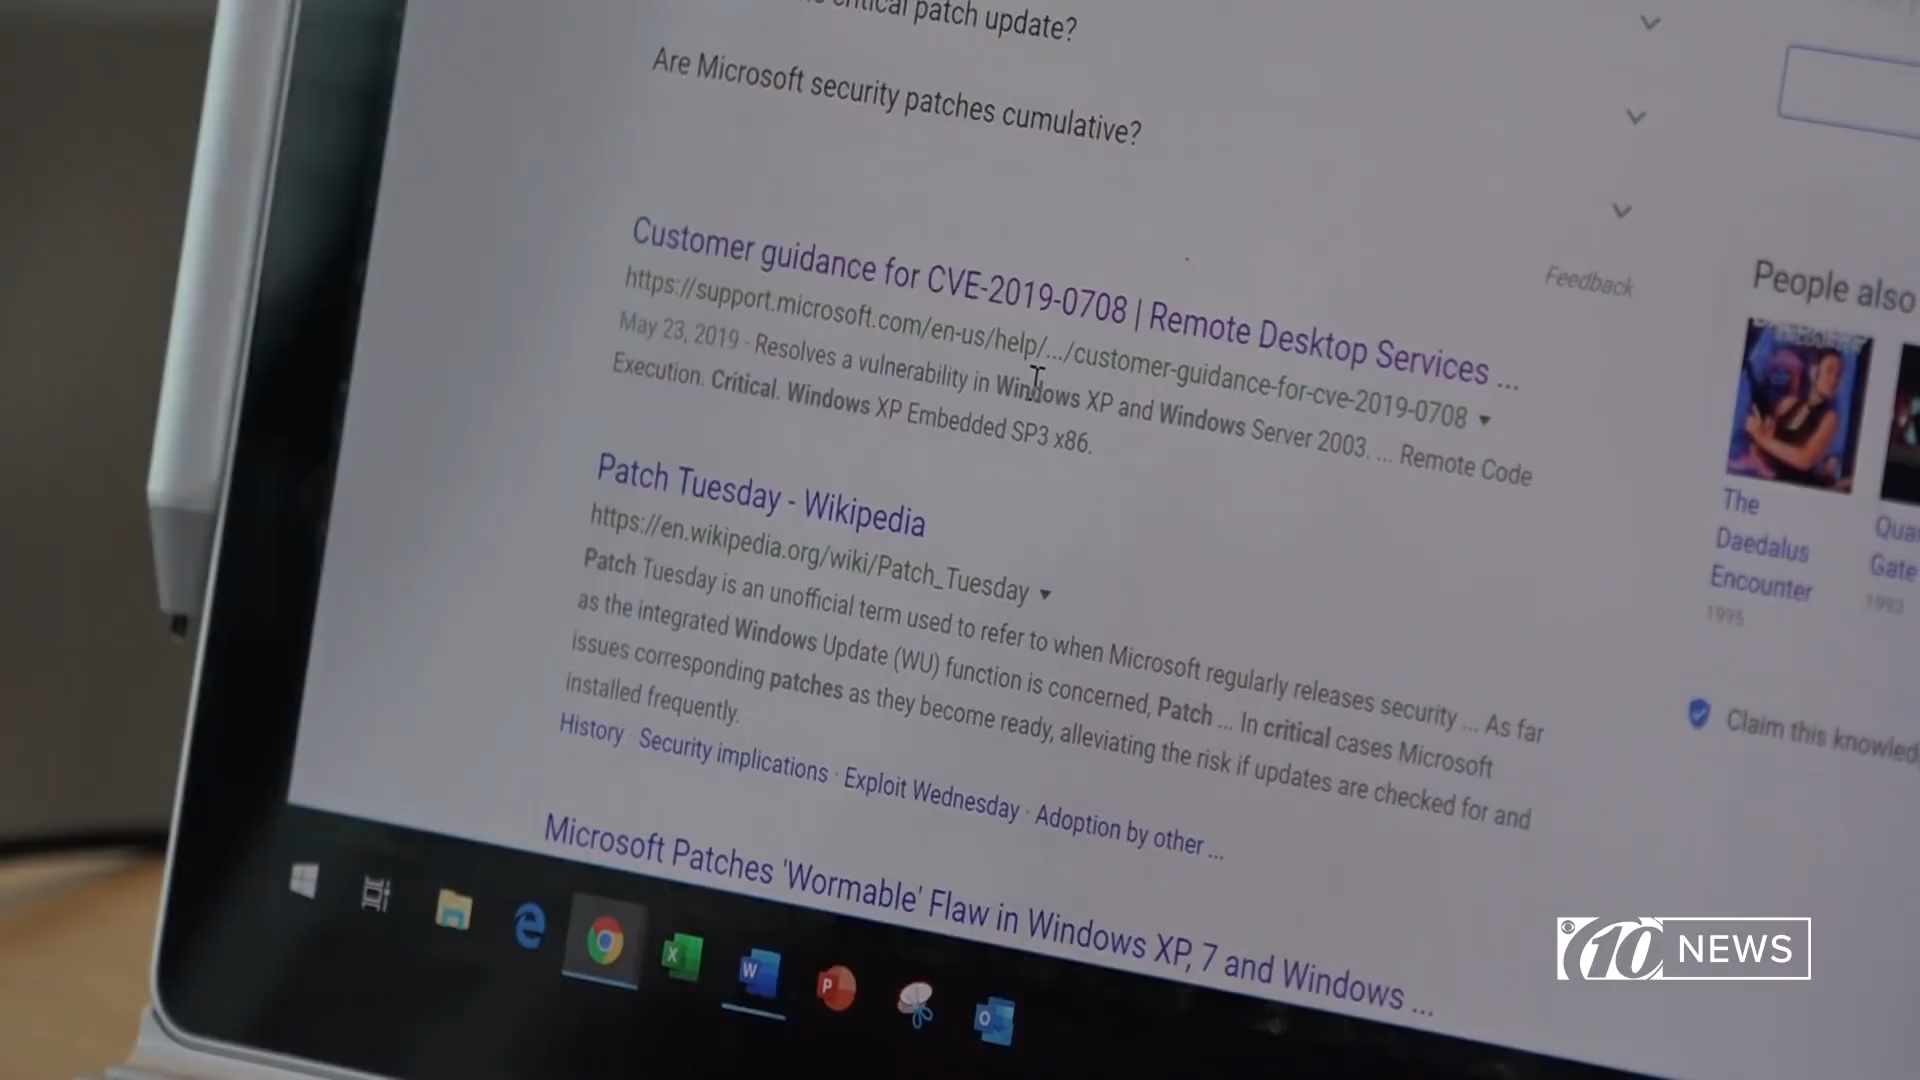 critical patch update?
Are Microsoft security patches cumulative?
Feedback
Customer guidance for CVE-2019-0708 | Remote Desktop Services ...
https://support.microsoft.com/en-us/help/.../customer-guidance-for-cve-2019-0708
May 23, 2019 - Resolves a vulnerability in Windows XP and Windows Server 2003. ... Remote Code
Execution. Critical. Windows XP Embedded SP3 x86.
Patch Tuesday - Wikipedia
https://en.wikipedia.org/wiki/Patch_Tuesday
Patch Tuesday is an unofficial term used to refer to when Microsoft regularly releases security ... As far
as the integrated Windows Update (WU) function is concerned, Patch ... In critical cases Microsoft
issues corresponding patches as they become ready, alleviating the risk if updates are checked for and
installed frequently.
History · Security implications · Exploit Wednesday · Adoption by other ...
Microsoft Patches 'Wormable' Flaw in Windows XP, 7 and Windows ...
People also
The
Daedalus
Encounter
1995
Gate
1993
Claim this
X
W
P
O
10 NEWS